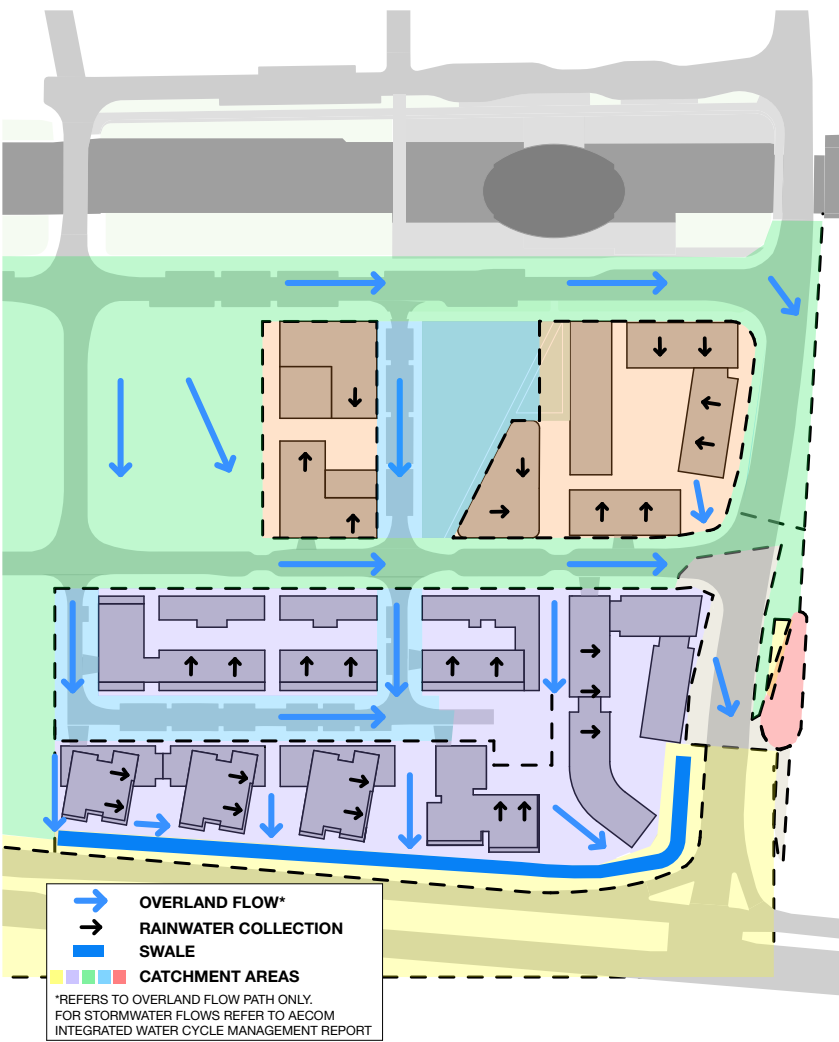 OVERLAND FLOW*
RAINWATER COLLECTION
SWALE
CATCHMENT AREAS
*REFERS TO OVERLAND FLOW PATH ONLY.
FOR STORMWATER FLOWS REFER TO AECOM
INTEGRATED WATER CYCLE MANAGEMENT REPORT